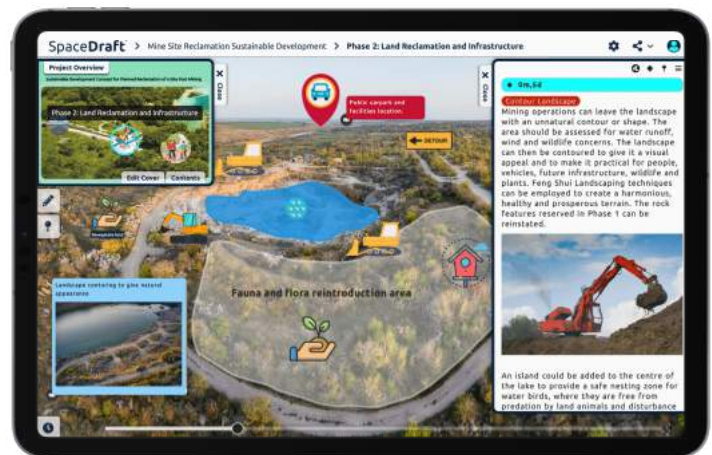 SpaceDraft > Mine Site Reclamation Sustainable Development > Phase 2: Land Reclamation and Infrastructure
Project Overview
Phase 2: Land Reclamation and Infrastructure
Edit Cover
Contents
X Close
Public carpark and
facilities location.
DETOUR
X Close
Fauna and flora reintroduction area
Landscape contering to give natural
appearance
9m,6d
Contour Landscape
Mining operations can leave the landscape
with an unnatural contour or shape. The
area should be assessed for water runoff,
wind and wildlife concerns. The landscape
can then be contoured to give it a visual
appeal and to make it practical for people,
vehicles, future infrastructure, wildlife and
plants. Feng Shui Landscaping techniques
can be employed to create a harmonious,
healthy and prosperous terrain. The rock
features reserved in Phase 1 can be
reinstated.
An island could be added to the centre of
the lake to provide a safe nesting zone for
water birds, where they are free from
predation by land animals and disturbance